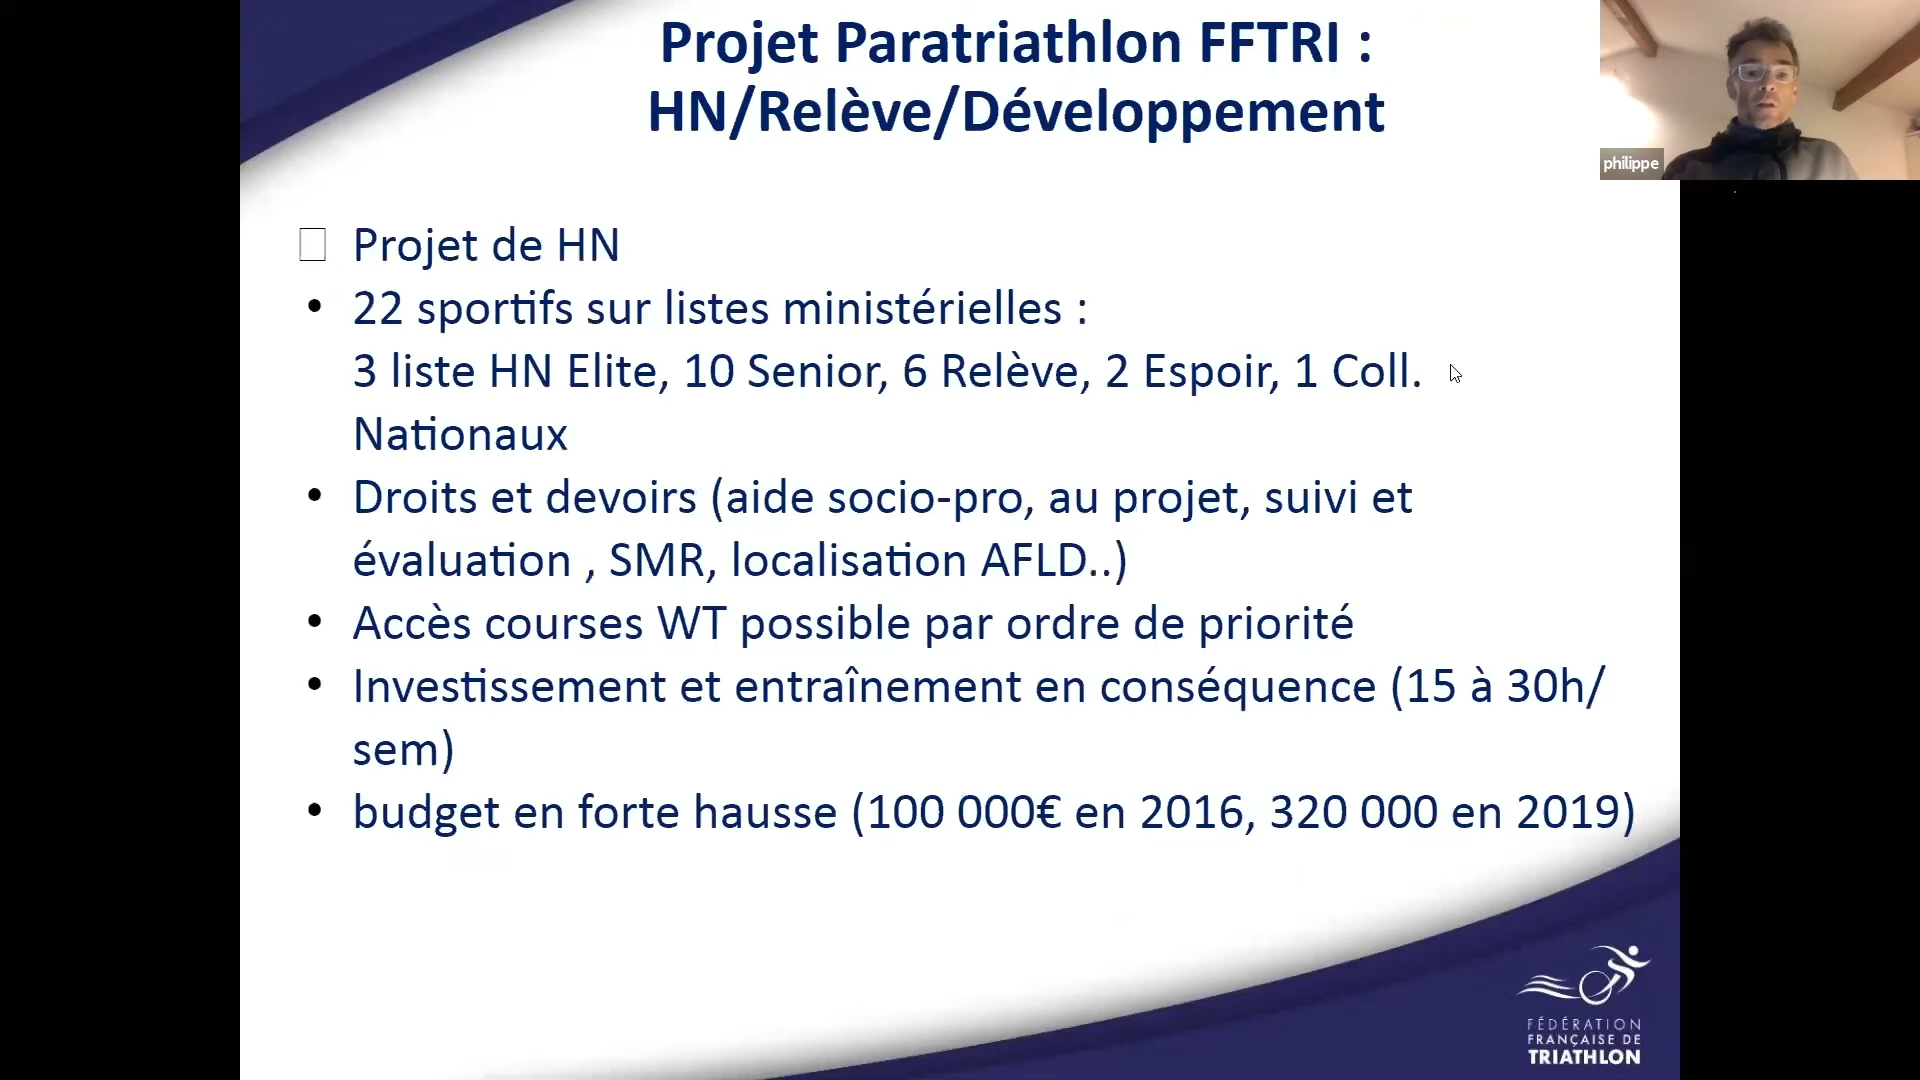 Projet Paratriathlon FFTRI :
HN/Relève/Développement
philippe
Projet de HN
• 22 sportifs sur listes ministérielles :
3 liste HN Elite, 10 Senior, 6 Relève, 2 Espoir, 1 Coll.
Nationaux
• Droits et devoirs (aide socio-pro, au projet, suivi et
évaluation , SMR, localisation AFLD..)
• Accès courses WT possible par ordre de priorité
• Investissement et entraînement en conséquence (15 à 30h/
sem)
• budget en forte hausse (100 000€ en 2016, 320 000 en 2019)
FÉDÉRATION
FRANÇAISE DE
TRIATHLON